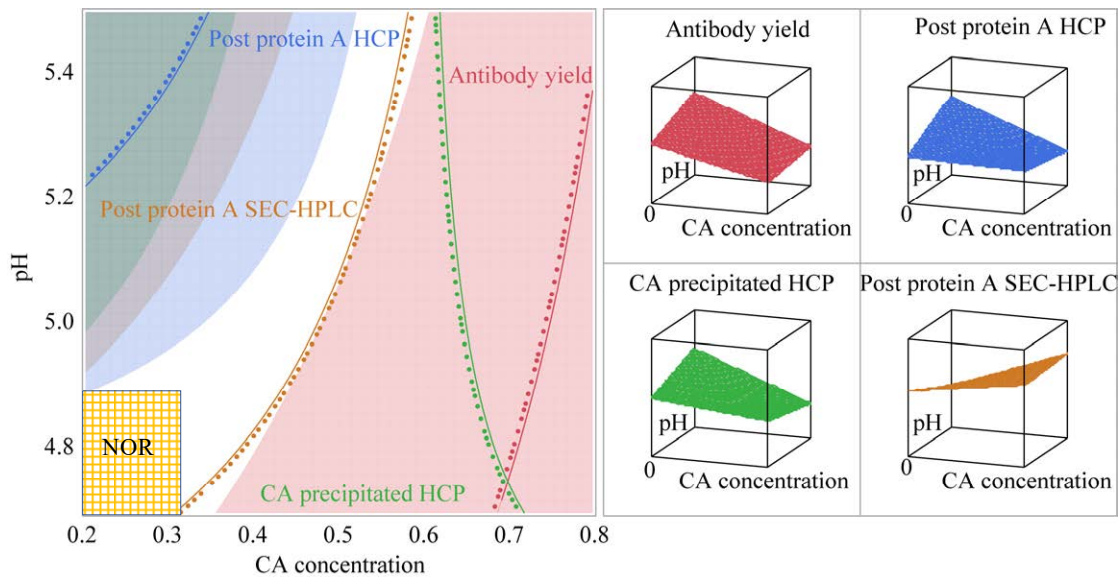 Post protein A HCP
5.4
Antibody yield
5.2
Post protein A SEC-HPLC
pH
5.0
4.8
NOR
CA precipitated HCP
0.2 0.3 0.4 0.5 0.6 0.7 0.8
CA concentration
Antibody yield
pH
0
CA concentration
Post protein A HCP
pH
0
CA concentration
CA precipitated HCP
pH
0
CA concentration
Post protein A SEC-HPLC
pH
0
CA concentration